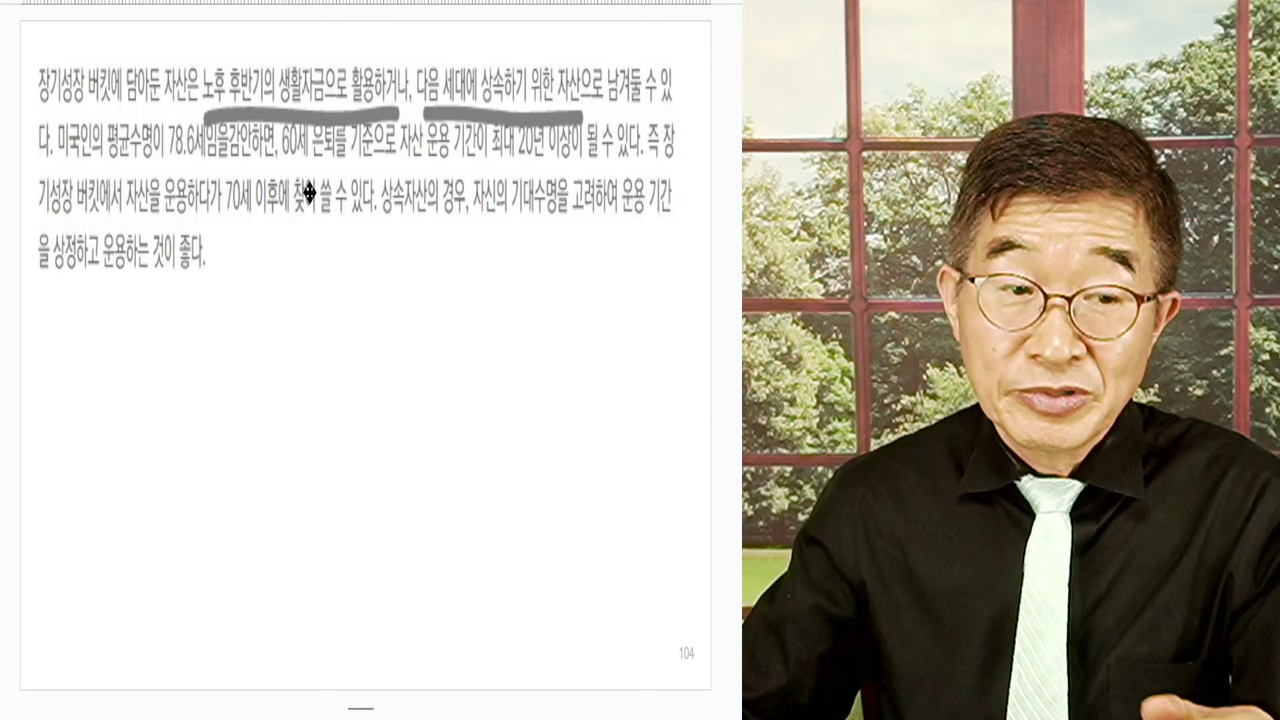 장기성장 버킷에 담아둔 자산은 노후 후반기의 생활자금으로 활용하거나, 다음 세대에 상속하기 위한 자산으로 남겨둘 수 있
다. 미국인의 평균수명이 78.6세임을감안하면, 60세 은퇴를 기준으로 자산 운용 기간이 최대 20년 이상이 될 수 있다. 즉 장
기성장 버킷에서 자산을 운용하다가 70세 이후에 쓸 수 있다. 상속자산의 경우, 자신의 기대수명을 고려하여 운용 기간
을 상정하고 운용하는 것이 좋다.
104